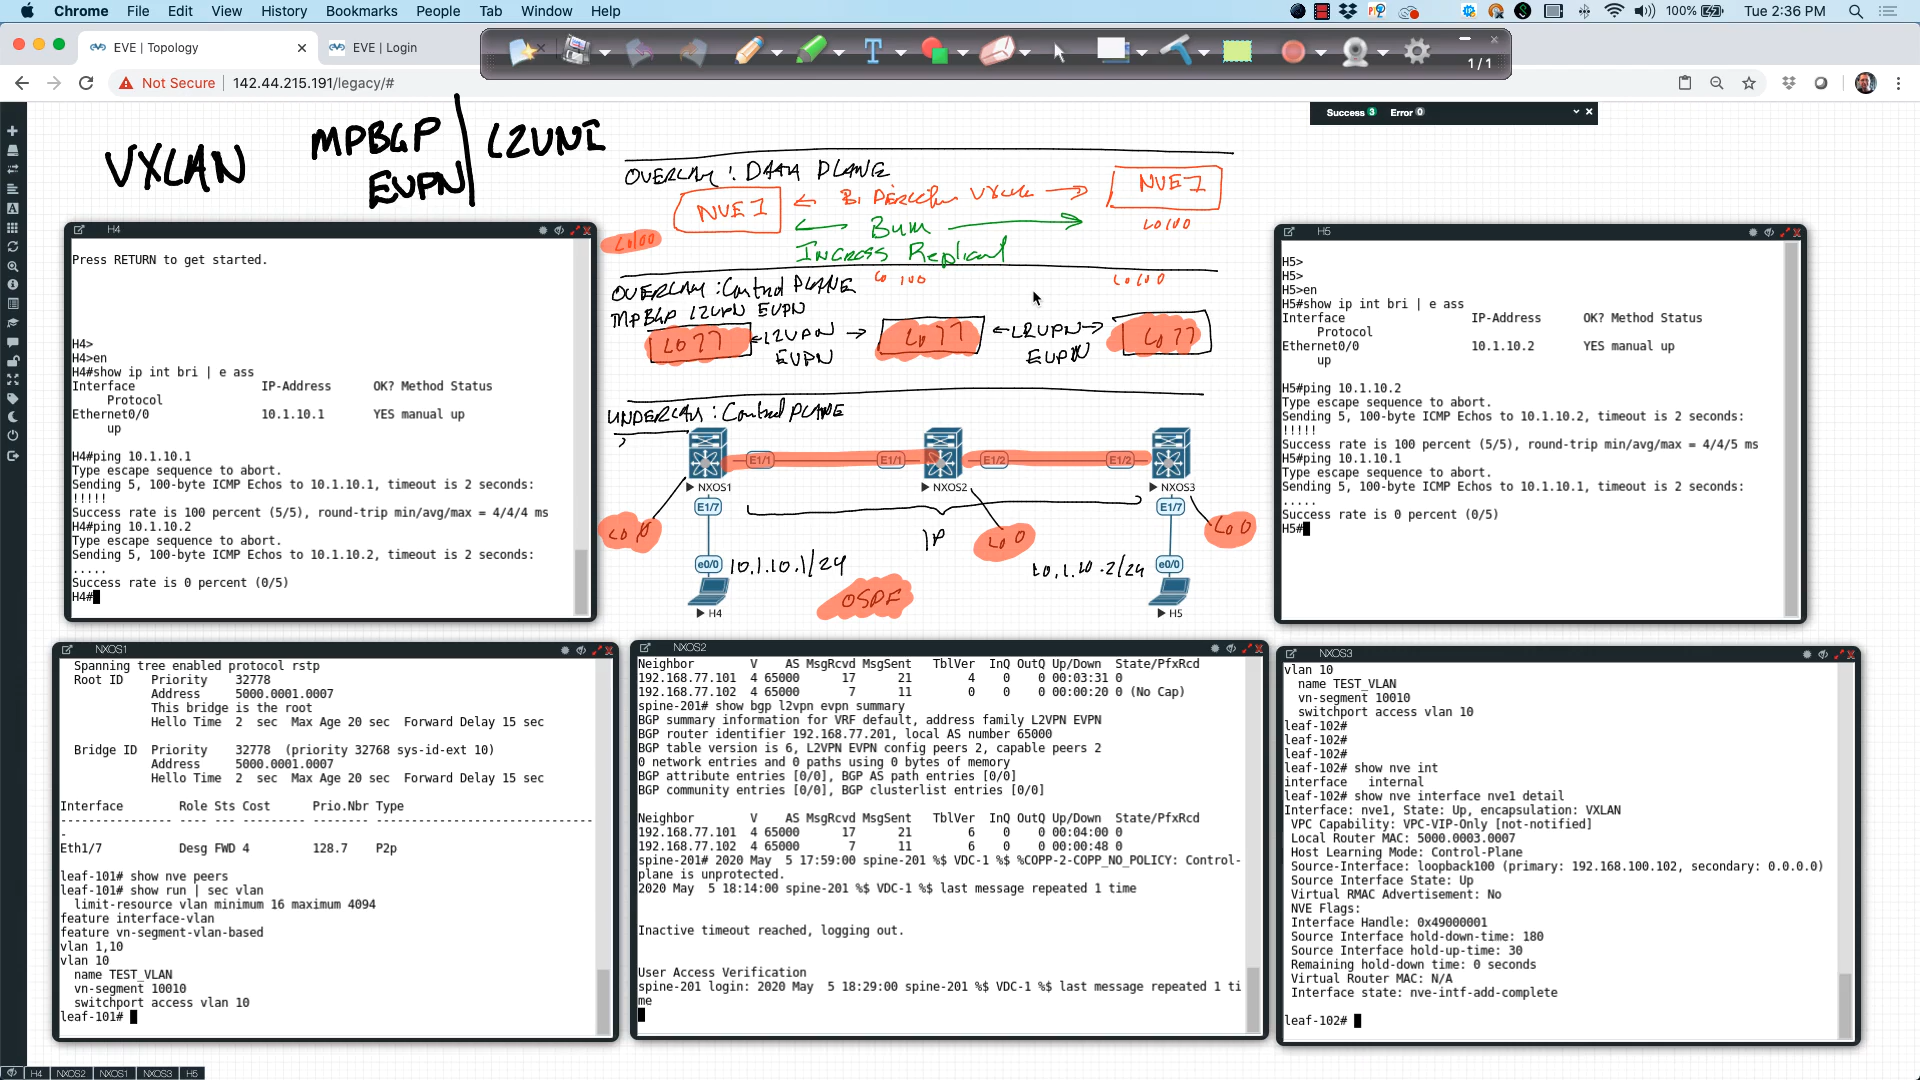 Chrome File Edit View History Bookmarks People Tab Window Help
100% Tue 2:36 PM
EVE | Topology
EVE | Login
1 / 1
Not Secure 142.44.215.191/legacy/#
Success 3 Error 0
VXLAN
MPBGP
EVPN
L2VNI
OVERLAY : DATA PLANE
NVE1
VXLAN
NVE1
Lo100
BUM
Lo100
Ingress
Lo100
Lo100
OVERLAY : Control PLANE
MPBGP L2VPN EVPN
Lo77
L2VPN
EVPN
Lo77
L2VPN
EVPN
Lo77
UNDERLAY : Control PLANE
E1/1
E1/1
E1/2
E1/2
NXOS1
NXOS2
NXOS3
E1/7
E1/7
Lo0
IP
Lo0
Lo0
e0/0
10.1.10.1/24
10.1.10.2/24
e0/0
OSPF
H4
H5
H4
Press RETURN to get started.
H4>
H4>en
H4#show ip int bri | e ass
Interface IP-Address OK? Method Status
Protocol
Ethernet0/0 10.1.10.1 YES manual up
up
H4#ping 10.1.10.1
Type escape sequence to abort.
Sending 5, 100-byte ICMP Echos to 10.1.10.1, timeout is 2 seconds:
!!!!!
Success rate is 100 percent (5/5), round-trip min/avg/max = 4/4/4 ms
H4#ping 10.1.10.2
Type escape sequence to abort.
Sending 5, 100-byte ICMP Echos to 10.1.10.2, timeout is 2 seconds:
.....
Success rate is 0 percent (0/5)
H4#
H5
H5>
H5>
H5>en
H5#show ip int bri | e ass
Interface IP-Address OK? Method Status
Protocol
Ethernet0/0 10.1.10.2 YES manual up
up
H5#ping 10.1.10.2
Type escape sequence to abort.
Sending 5, 100-byte ICMP Echos to 10.1.10.2, timeout is 2 seconds:
!!!!!
Success rate is 100 percent (5/5), round-trip min/avg/max = 4/4/5 ms
H5#ping 10.1.10.1
Type escape sequence to abort.
Sending 5, 100-byte ICMP Echos to 10.1.10.1, timeout is 2 seconds:
.....
Success rate is 0 percent (0/5)
H5#
NXOS1
Spanning tree enabled protocol rstp
Root ID Priority 32778
Address 5000.0001.0007
This bridge is the root
Hello Time 2 sec Max Age 20 sec Forward Delay 15 sec
Bridge ID Priority 32778 (priority 32768 sys-id-ext 10)
Address 5000.0001.0007
Hello Time 2 sec Max Age 20 sec Forward Delay 15 sec
Interface Role Sts Cost Prio.Nbr Type
---------------- ---- --- --------- -------- -------------------------------
-
Eth1/7 Desg FWD 4 128.7 P2p
leaf-101# show nve peers
leaf-101# show run | sec vlan
limit-resource vlan minimum 16 maximum 4094
feature interface-vlan
feature vn-segment-vlan-based
vlan 1,10
vlan 10
name TEST_VLAN
vn-segment 10010
switchport access vlan 10
leaf-101#
NXOS2
Neighbor V AS MsgRcvd MsgSent TblVer InQ OutQ Up/Down State/PfxRcd
192.168.77.101 4 65000 17 21 4 0 0 00:03:31 0
192.168.77.102 4 65000 7 11 0 0 0 00:00:20 0 (No Cap)
spine-201# show bgp l2vpn evpn summary
BGP summary information for VRF default, address family L2VPN EVPN
BGP router identifier 192.168.77.201, local AS number 65000
BGP table version is 6, L2VPN EVPN config peers 2, capable peers 2
0 network entries and 0 paths using 0 bytes of memory
BGP attribute entries [0/0], BGP AS path entries [0/0]
BGP community entries [0/0], BGP clusterlist entries [0/0]
Neighbor V AS MsgRcvd MsgSent TblVer InQ OutQ Up/Down State/PfxRcd
192.168.77.101 4 65000 17 21 6 0 0 00:04:00 0
192.168.77.102 4 65000 7 11 6 0 0 00:00:48 0
spine-201# 2020 May 5 17:59:00 spine-201 %$ VDC-1 %$ %COPP-2-COPP_NO_POLICY: Control-
plane is unprotected.
2020 May 5 18:14:00 spine-201 %$ VDC-1 %$ last message repeated 1 time
Inactive timeout reached, logging out.
User Access Verification
spine-201 login: 2020 May 5 18:29:00 spine-201 %$ VDC-1 %$ last message repeated 1 ti
me
NXOS3
vlan 10
name TEST_VLAN
vn-segment 10010
switchport access vlan 10
leaf-102#
leaf-102#
leaf-102#
leaf-102# show nve int
interface internal
leaf-102# show nve interface nve1 detail
Interface: nve1, State: Up, encapsulation: VXLAN
VPC Capability: VPC-VIP-Only [not-notified]
Local Router MAC: 5000.0003.0007
Host Learning Mode: Control-Plane
Source-Interface: loopback100 (primary: 192.168.100.102, secondary: 0.0.0.0)
Source Interface State: Up
Virtual RMAC Advertisement: No
NVE Flags:
Interface Handle: 0x49000001
Source Interface hold-down-time: 180
Source Interface hold-up-time: 30
Remaining hold-down time: 0 seconds
Virtual Router MAC: N/A
Interface state: nve-intf-add-complete
leaf-102#
H4 NXOS2 NXOS1 NXOS3 H5